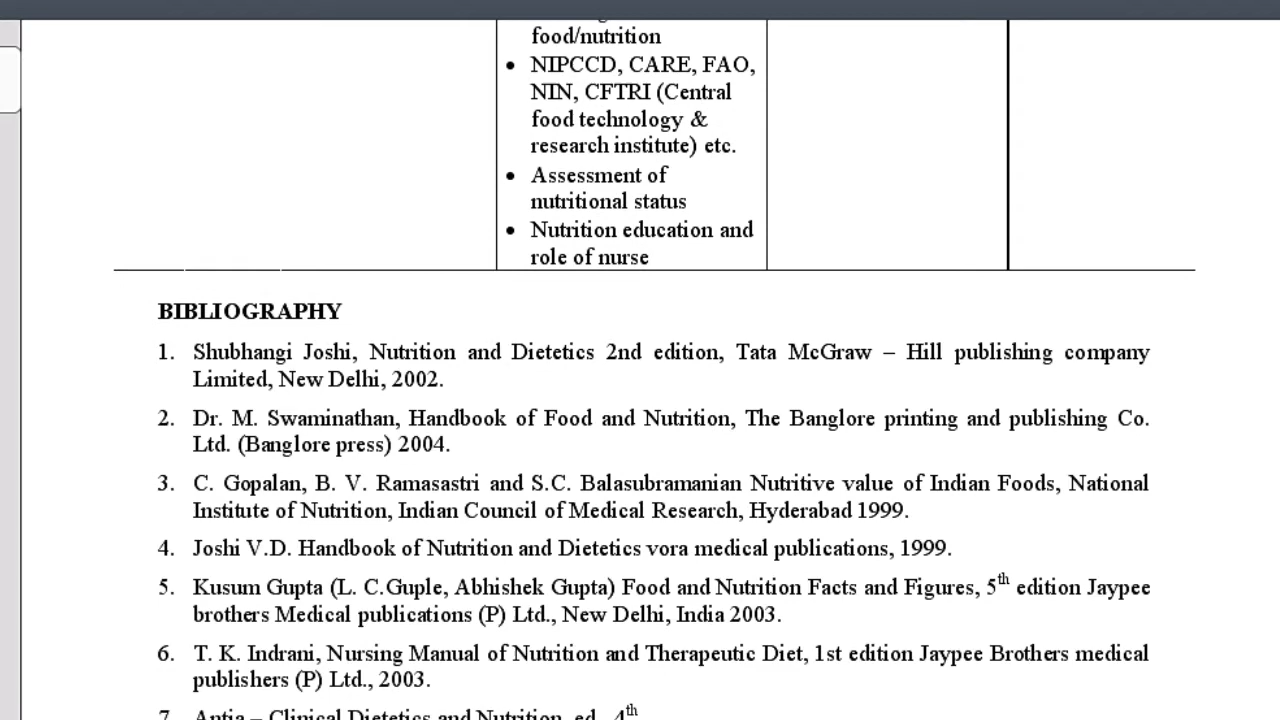 food/nutrition
• NIPCCD, CARE, FAO,
NIN, CFTRI (Central
food technology &
research institute) etc.
• Assessment of
nutritional status
• Nutrition education and
role of nurse
BIBLIOGRAPHY
1. Shubhangi Joshi, Nutrition and Dietetics 2nd edition, Tata McGraw – Hill publishing company
Limited, New Delhi, 2002.
2. Dr. M. Swaminathan, Handbook of Food and Nutrition, The Banglore printing and publishing Co.
Ltd. (Banglore press) 2004.
3. C. Gopalan, B. V. Ramasastri and S.C. Balasubramanian Nutritive value of Indian Foods, National
Institute of Nutrition, Indian Council of Medical Research, Hyderabad 1999.
4. Joshi V.D. Handbook of Nutrition and Dietetics vora medical publications, 1999.
5. Kusum Gupta (L. C.Guple, Abhishek Gupta) Food and Nutrition Facts and Figures, 5th edition Jaypee
brothers Medical publications (P) Ltd., New Delhi, India 2003.
6. T. K. Indrani, Nursing Manual of Nutrition and Therapeutic Diet, 1st edition Jaypee Brothers medical
publishers (P) Ltd., 2003.
7. Antia – Clinical Dietetics and Nutrition, ed., 4th